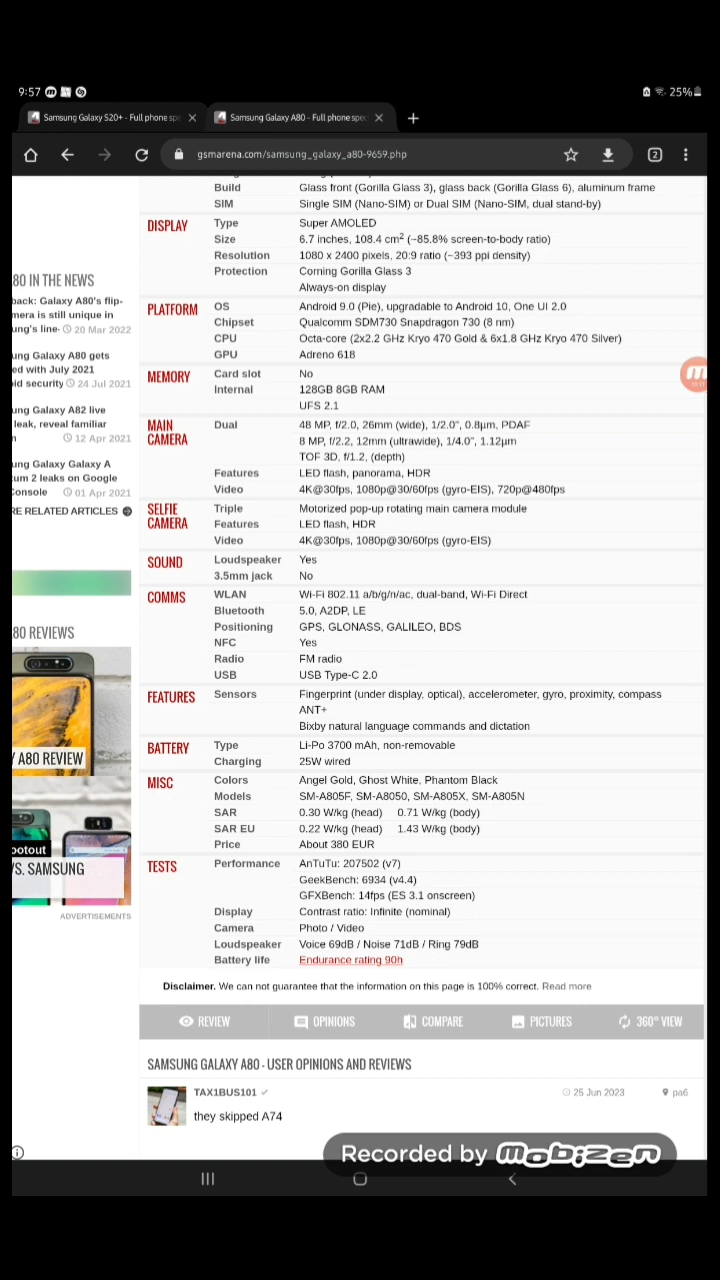 9:57
25%
Samsung Galaxy S20+ - Full phone spe
Samsung Galaxy A80 - Full phone spec
gsmarena.com/samsung_galaxy_a80-9659.php
2
Build Glass front (Gorilla Glass 3), glass back (Gorilla Glass 6), aluminum frame
SIM Single SIM (Nano-SIM) or Dual SIM (Nano-SIM, dual stand-by)
DISPLAY Type Super AMOLED
Size 6.7 inches, 108.4 cm2 (~85.8% screen-to-body ratio)
Resolution 1080 x 2400 pixels, 20:9 ratio (~393 ppi density)
Protection Corning Gorilla Glass 3
Always-on display
PLATFORM OS Android 9.0 (Pie), upgradable to Android 10, One UI 2.0
Chipset Qualcomm SDM730 Snapdragon 730 (8 nm)
CPU Octa-core (2x2.2 GHz Kryo 470 Gold & 6x1.8 GHz Kryo 470 Silver)
GPU Adreno 618
MEMORY Card slot No
Internal 128GB 8GB RAM
UFS 2.1
MAIN CAMERA Dual 48 MP, f/2.0, 26mm (wide), 1/2.0", 0.8µm, PDAF
8 MP, f/2.2, 12mm (ultrawide), 1/4.0", 1.12µm
TOF 3D, f/1.2, (depth)
Features LED flash, panorama, HDR
Video 4K@30fps, 1080p@30/60fps (gyro-EIS), 720p@480fps
SELFIE CAMERA Triple Motorized pop-up rotating main camera module
Features LED flash, HDR
Video 4K@30fps, 1080p@30/60fps (gyro-EIS)
SOUND Loudspeaker Yes
3.5mm jack No
COMMS WLAN Wi-Fi 802.11 a/b/g/n/ac, dual-band, Wi-Fi Direct
Bluetooth 5.0, A2DP, LE
Positioning GPS, GLONASS, GALILEO, BDS
NFC Yes
Radio FM radio
USB USB Type-C 2.0
FEATURES Sensors Fingerprint (under display, optical), accelerometer, gyro, proximity, compass
ANT+
Bixby natural language commands and dictation
BATTERY Type Li-Po 3700 mAh, non-removable
Charging 25W wired
MISC Colors Angel Gold, Ghost White, Phantom Black
Models SM-A805F, SM-A8050, SM-A805X, SM-A805N
SAR 0.30 W/kg (head) 0.71 W/kg (body)
SAR EU 0.22 W/kg (head) 1.43 W/kg (body)
Price About 380 EUR
TESTS Performance AnTuTu: 207502 (v7)
GeekBench: 6934 (v4.4)
GFXBench: 14fps (ES 3.1 onscreen)
Display Contrast ratio: Infinite (nominal)
Camera Photo / Video
Loudspeaker Voice 69dB / Noise 71dB / Ring 79dB
Battery life Endurance rating 90h
Disclaimer. We can not guarantee that the information on this page is 100% correct. Read more
REVIEW OPINIONS COMPARE PICTURES 360° VIEW
SAMSUNG GALAXY A80 - USER OPINIONS AND REVIEWS
TAX1BUS101 25 Jun 2023 pa6
they skipped A74
80 IN THE NEWS
back: Galaxy A80's flip-
mera is still unique in
ung's line- 20 Mar 2022
ung Galaxy A80 gets
ed with July 2021
id security 24 Jul 2021
ung Galaxy A82 live
leak, reveal familiar
n 12 Apr 2021
ung Galaxy Galaxy A
tum 2 leaks on Google
Console 01 Apr 2021
RE RELATED ARTICLES
80 REVIEWS
Y A80 REVIEW
ootout
VS. SAMSUNG
ADVERTISEMENTS
Recorded by mobizen